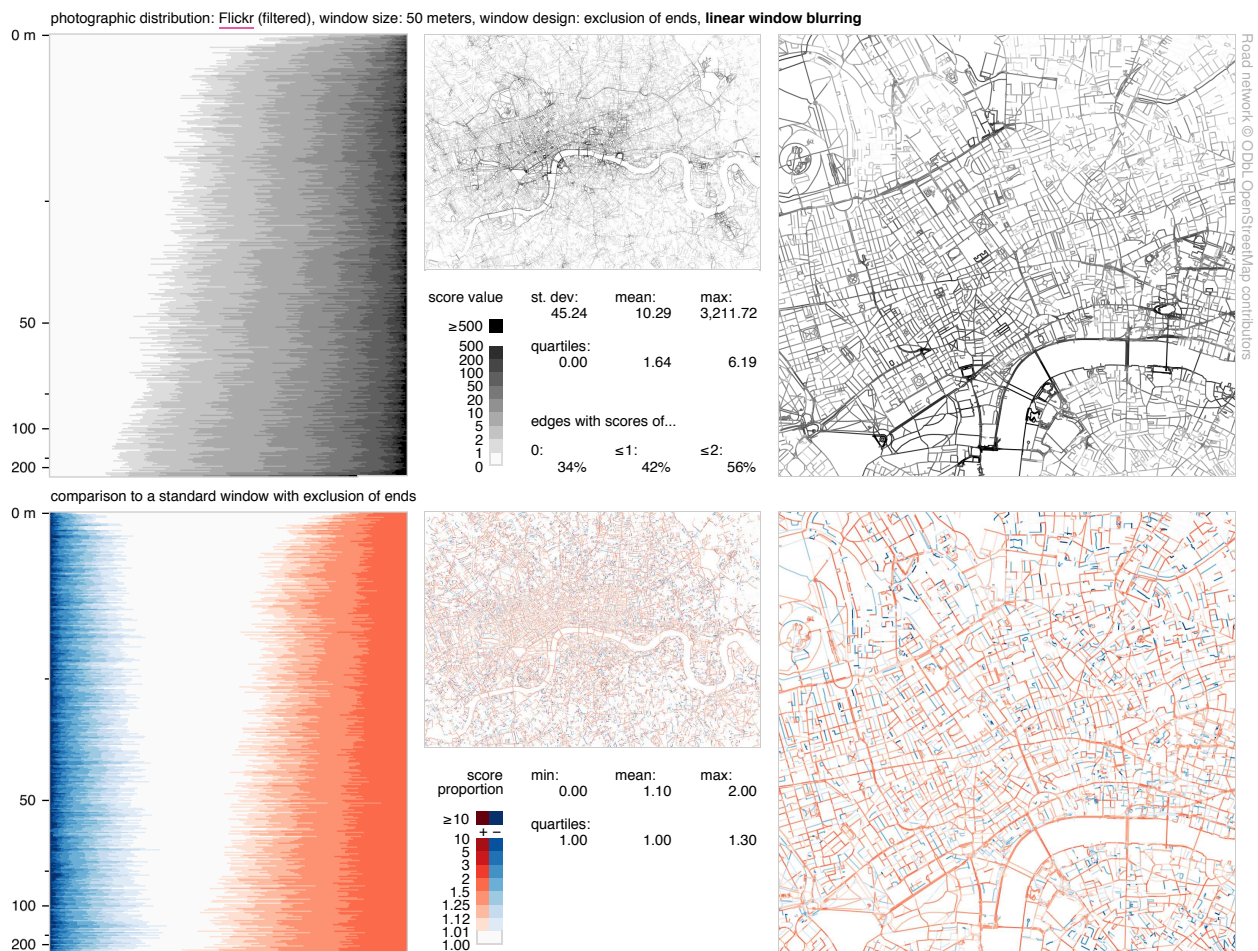 photographic distribution: Flickr (filtered), window size: 50 meters, window design: exclusion of ends, linear window blurring
0 m
50
100
200
score value
≥500
500
200
100
50
20
10
5
2
1
0
st. dev: mean: max:
45.24 10.29 3,211.72
quartiles:
0.00 1.64 6.19
edges with scores of...
0: ≤1: ≤2:
34% 42% 56%
Road network © ODbL OpenStreetMap contributors
comparison to a standard window with exclusion of ends
0 m
50
100
200
score
proportion
≥10
+ −
10
5
3
2
1.5
1.25
1.12
1.01
1.00
min: mean: max:
0.00 1.10 2.00
quartiles:
1.00 1.00 1.30